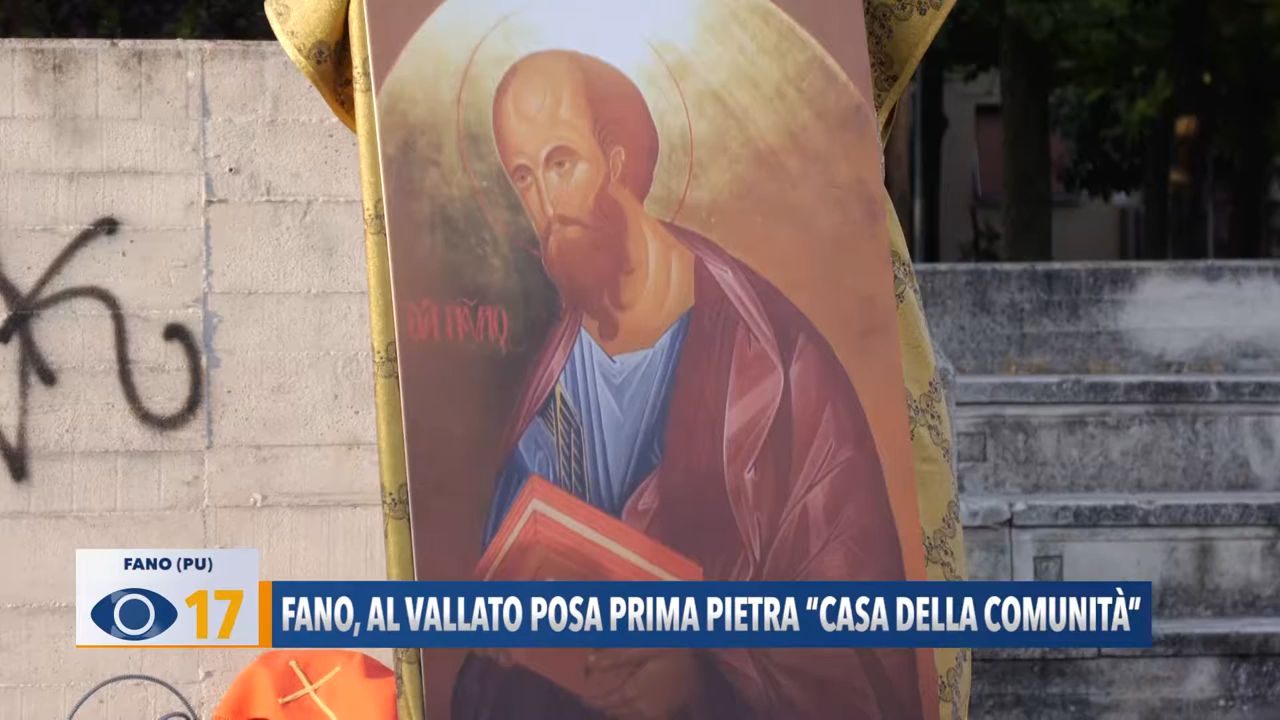 FANO (PU)
17
FANO, AL VALLATO POSA PRIMA PIETRA “CASA DELLA COMUNITÀ”